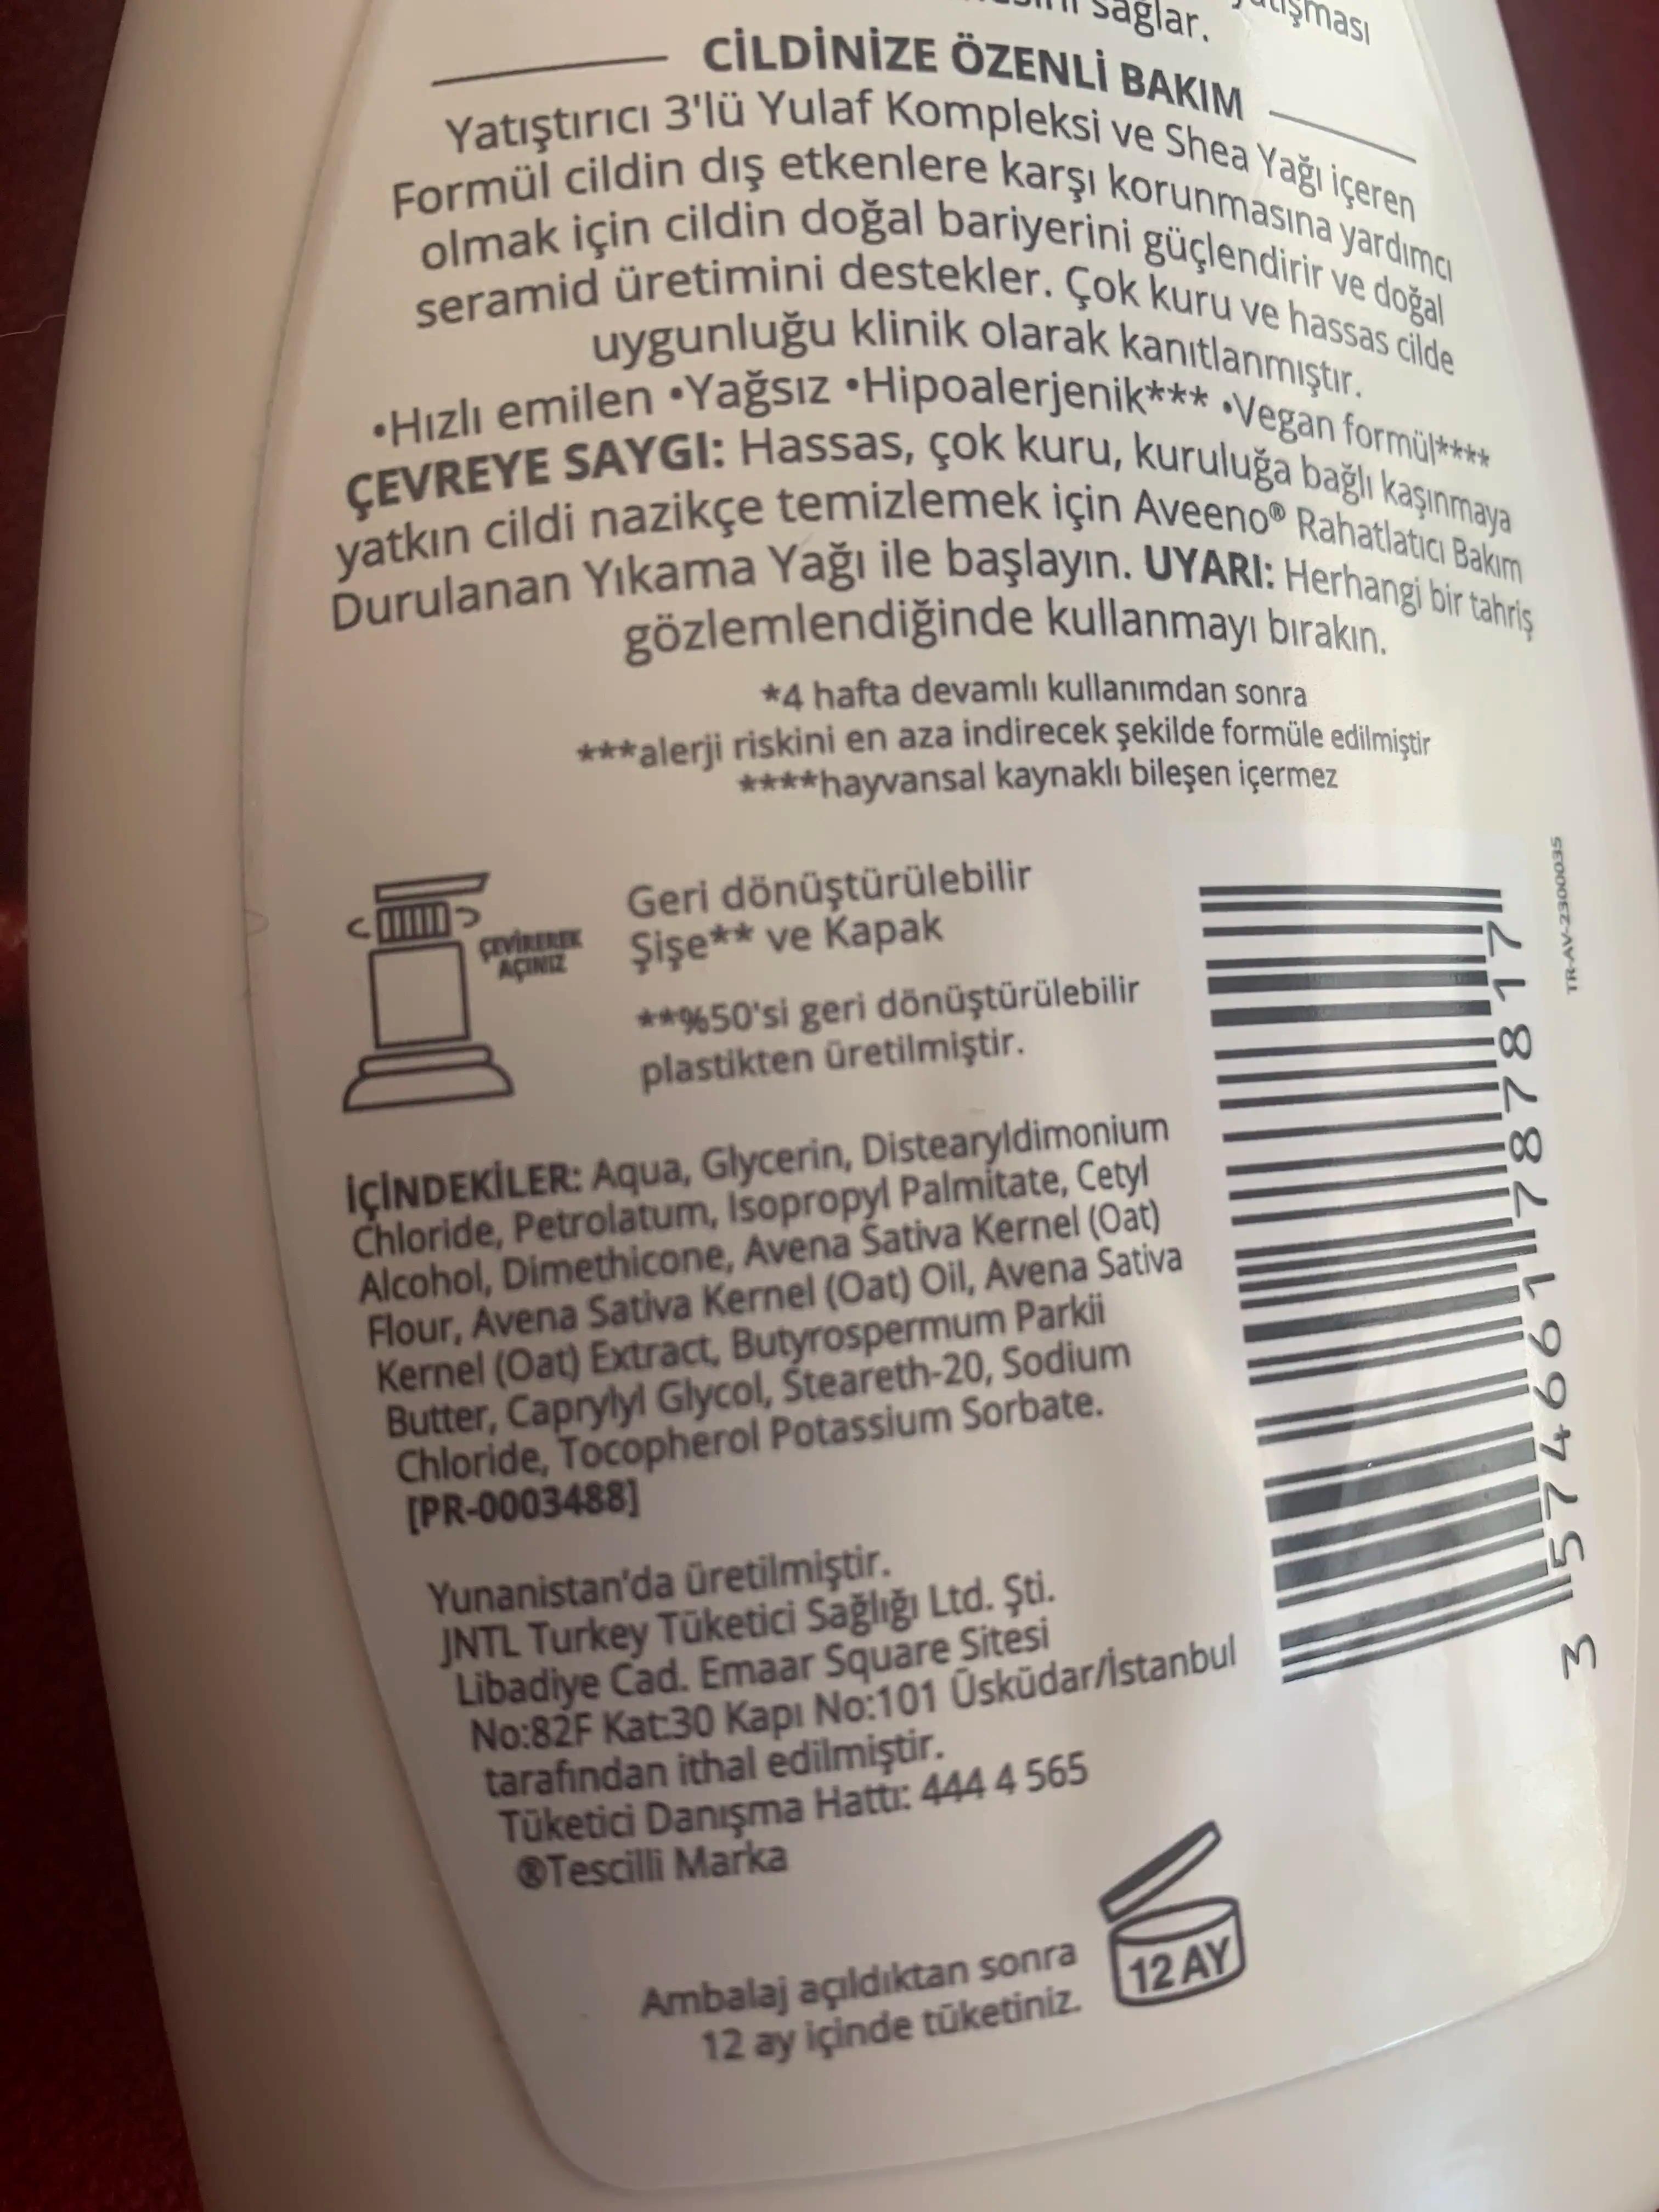 sağlar.
CİLDİNİZE ÖZENLİ BAKIM
Yatıştırıcı 3'lü Yulaf Kompleksi ve Shea Yağı içeren
Formül cildin dış etkenlere karşı korunmasına yardımcı
olmak için cildin doğal bariyerini güçlendirir ve doğal
seramid üretimini destekler. Çok kuru ve hassas cilde
uygunluğu klinik olarak kanıtlanmıştır.
•Hızlı emilen •Yağsız •Hipoalerjenik*** •Vegan formül****
ÇEVREYE SAYGI: Hassas, çok kuru, kuruluğa bağlı kaşınmaya
yatkın cildi nazikçe temizlemek için Aveeno® Rahatlatıcı Bakım
Durulanan Yıkama Yağı ile başlayın. UYARI: Herhangi bir tahriş
gözlemlendiğinde kullanmayı bırakın.
*4 hafta devamlı kullanımdan sonra
***alerji riskini en aza indirecek şekilde formüle edilmiştir
****hayvansal kaynaklı bileşen içermez
ÇEVİREREK
AÇINIZ
Geri dönüştürülebilir
Şişe** ve Kapak
**%50'si geri dönüştürülebilir
plastikten üretilmiştir.
İÇİNDEKİLER: Aqua, Glycerin, Distearyldimonium
Chloride, Petrolatum, Isopropyl Palmitate, Cetyl
Alcohol, Dimethicone, Avena Sativa Kernel (Oat)
Flour, Avena Sativa Kernel (Oat) Oil, Avena Sativa
Kernel (Oat) Extract, Butyrospermum Parkii
Butter, Caprylyl Glycol, Steareth-20, Sodium
Chloride, Tocopherol Potassium Sorbate.
[PR-0003488]
Yunanistan'da üretilmiştir.
JNTL Turkey Tüketici Sağlığı Ltd. Şti.
Libadiye Cad. Emaar Square Sitesi
No:82F Kat:30 Kapı No:101 Üsküdar/İstanbul
tarafından ithal edilmiştir.
Tüketici Danışma Hattı: 444 4 565
®Tescilli Marka
Ambalaj açıldıktan sonra
12 ay içinde tüketiniz.
12 AY
3 574661 787817
TR-AV-2300035